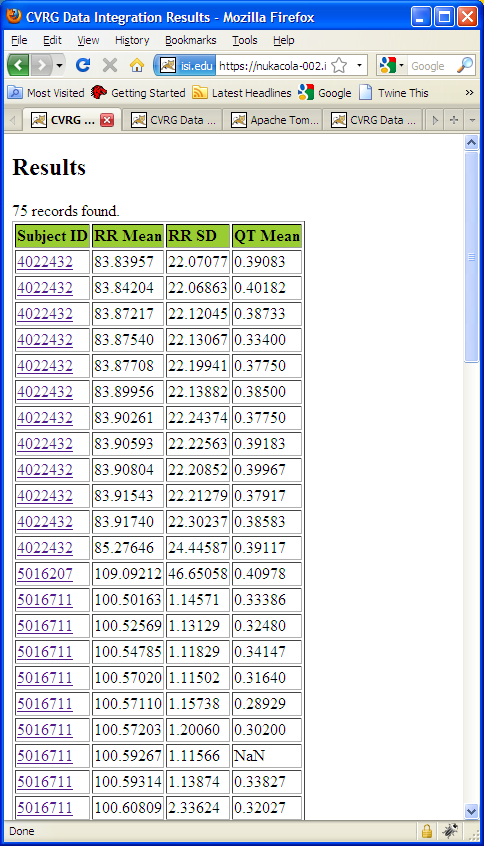 CVRG Data Integration Results - Mozilla Firefox
File Edit View History Bookmarks Tools Help
isi.edu https://nukacola-002.i Google
Most Visited Getting Started Latest Headlines Google Twine This
CVRG ... CVRG Data ... Apache Tom... CVRG Data ...
Results
75 records found.
Subject ID RR Mean RR SD QT Mean
4022432 83.83957 22.07077 0.39083
4022432 83.84204 22.06863 0.40182
4022432 83.87217 22.12045 0.38733
4022432 83.87540 22.13067 0.33400
4022432 83.87708 22.19941 0.37750
4022432 83.89956 22.13882 0.38500
4022432 83.90261 22.24374 0.37750
4022432 83.90593 22.22563 0.39183
4022432 83.90804 22.20852 0.39967
4022432 83.91543 22.21279 0.37917
4022432 83.91740 22.30237 0.38583
4022432 85.27646 24.44587 0.39117
5016207 109.09212 46.65058 0.40978
5016711 100.50163 1.14571 0.33386
5016711 100.52569 1.13129 0.32480
5016711 100.54785 1.11829 0.34147
5016711 100.57020 1.11502 0.31640
5016711 100.57110 1.15738 0.28929
5016711 100.57203 1.20060 0.30200
5016711 100.59267 1.11566 NaN
5016711 100.59314 1.13874 0.33827
5016711 100.60809 2.33624 0.32027
Done